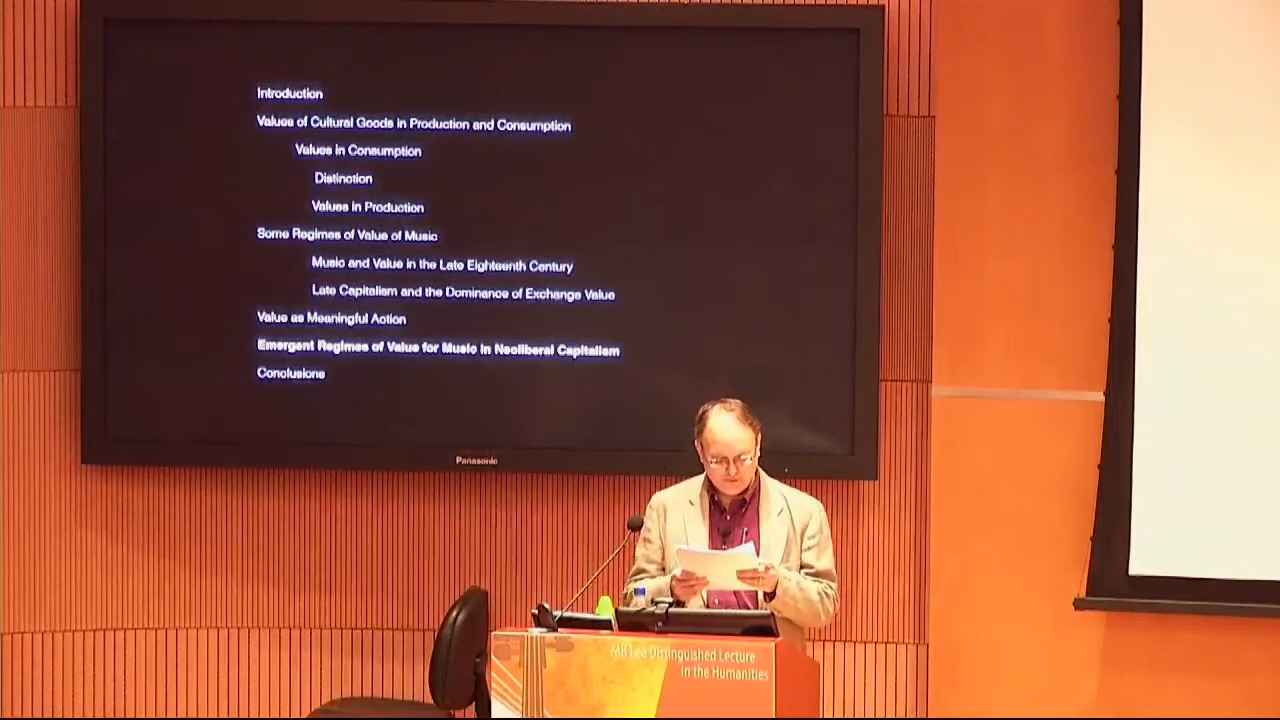 Introduction
Values of Cultural Goods in Production and Consumption
Values in Consumption
Distinction
Values in Production
Some Regimes of Value of Music
Music and Value in the Late Eighteenth Century
Late Capitalism and the Dominance of Exchange Value
Value as Meaningful Action
Emergent Regimes of Value for Music in Neoliberal Capitalism
Conclusions
Panasonic
MB Lee Distinguished Lecture
in the Humanities